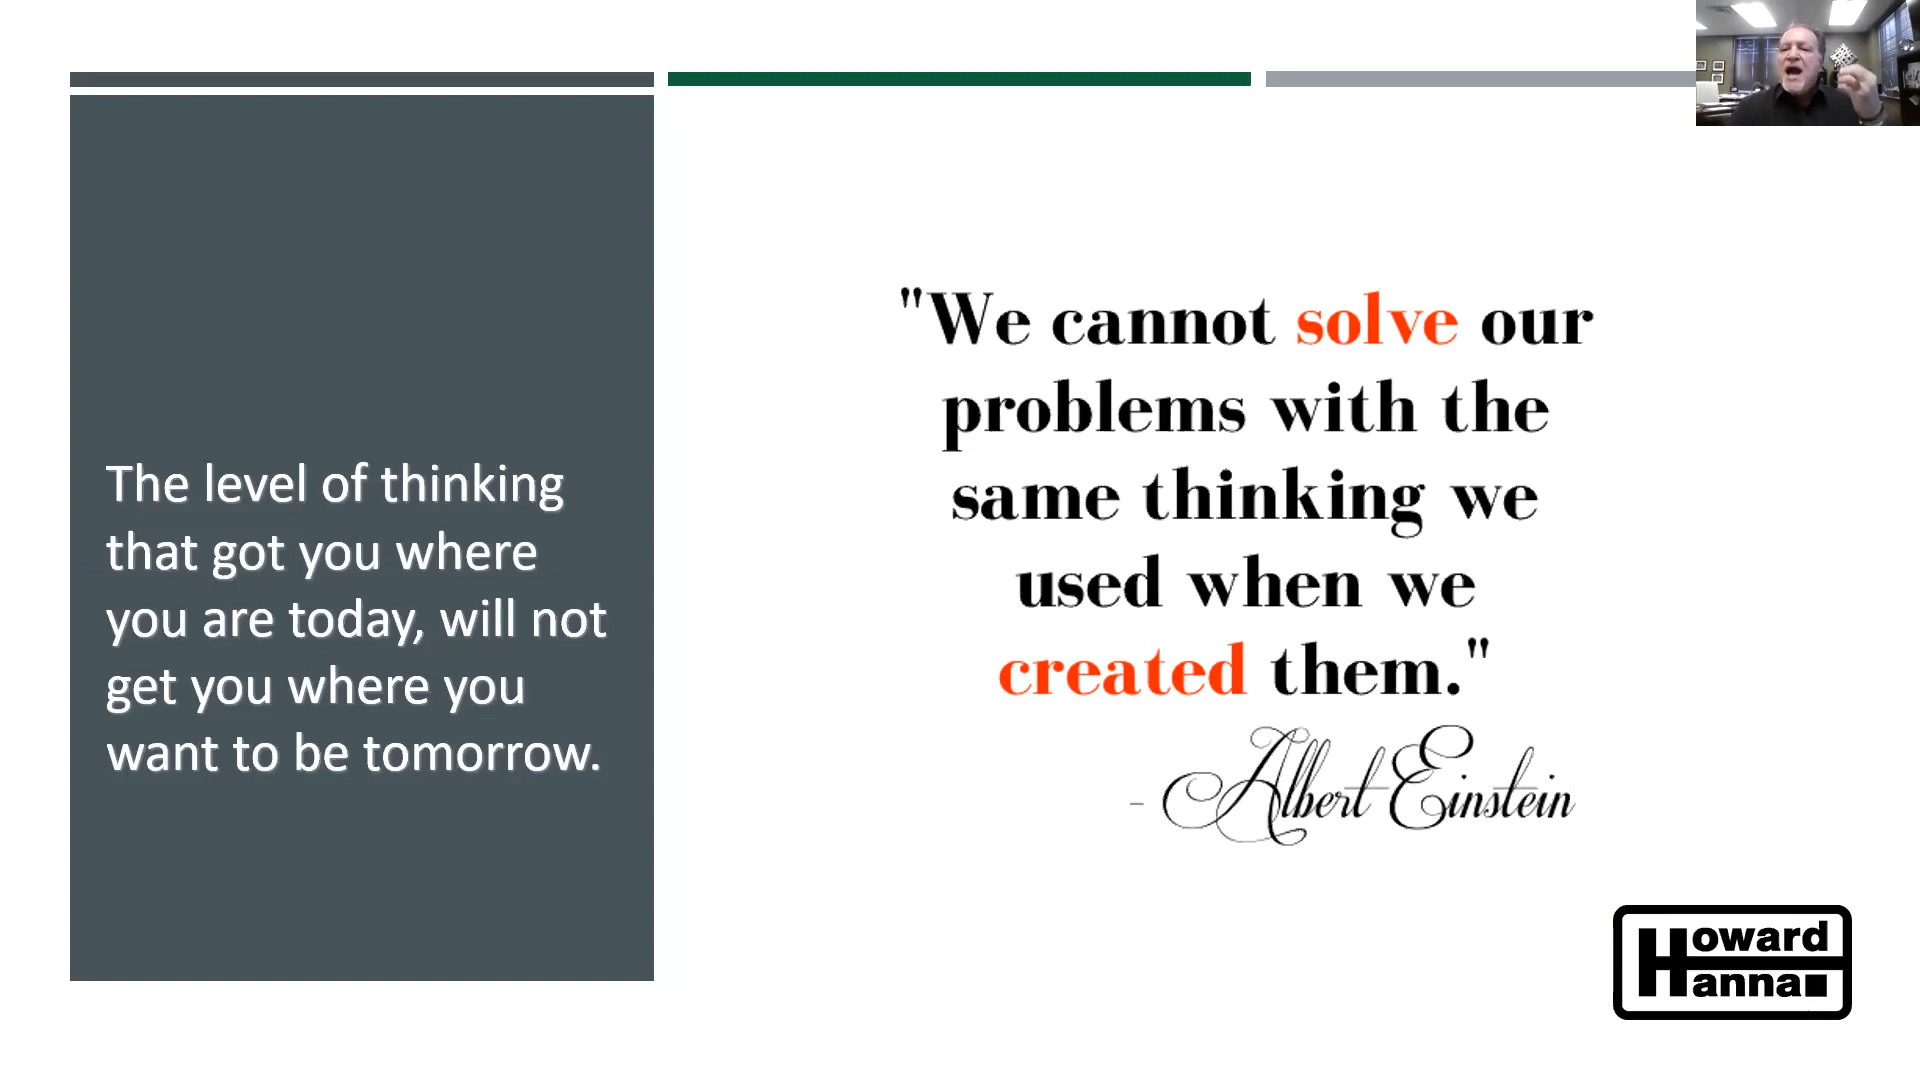 The level of thinking
that got you where
you are today, will not
get you where you
want to be tomorrow.
"We cannot solve our
problems with the
same thinking we
used when we
created them."
- Albert Einstein
Howard
Hanna